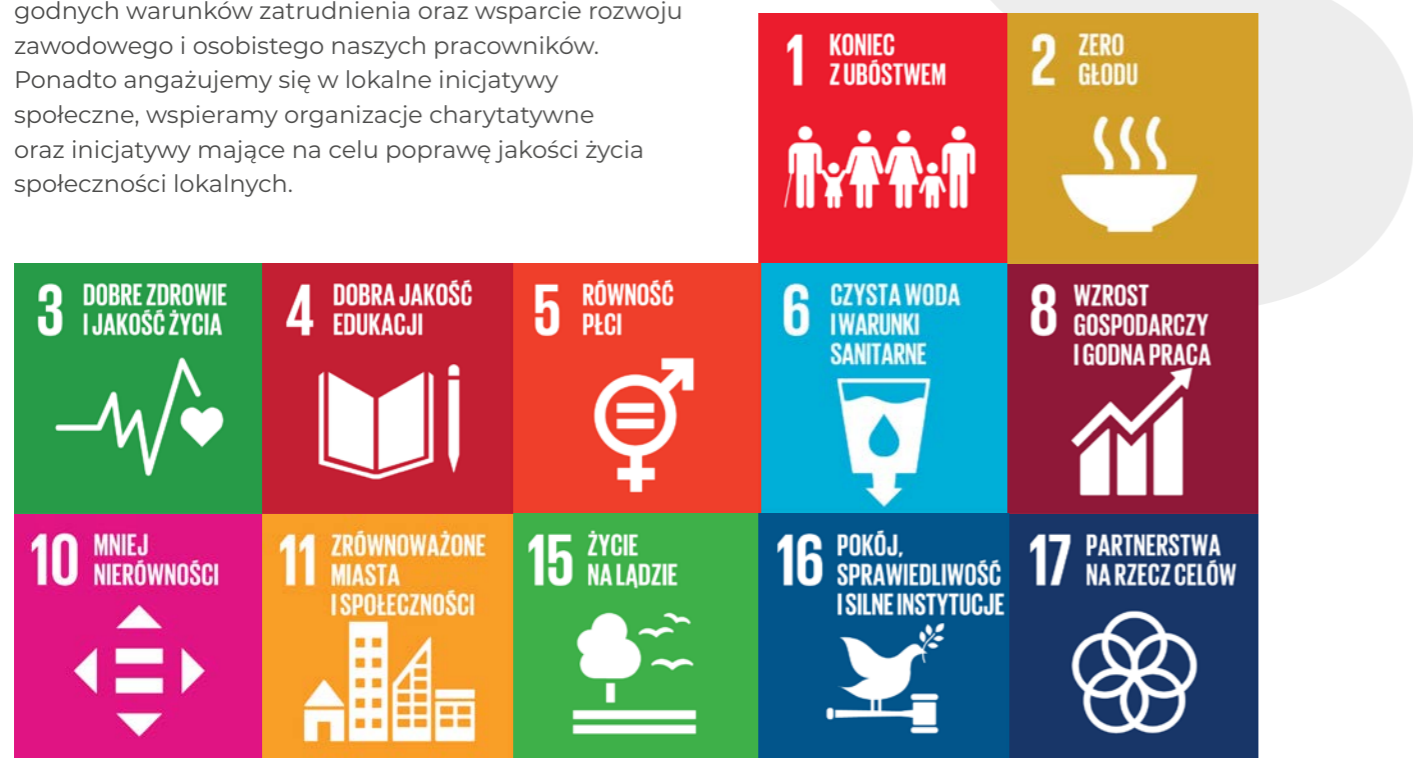 godnych warunków zatrudnienia oraz wsparcie rozwoju
zawodowego i osobistego naszych pracowników.
Ponadto angażujemy się w lokalne inicjatywy
społeczne, wspieramy organizacje charytatywne
oraz inicjatywy mające na celu poprawę jakości życia
społeczności lokalnych.
1 KONIEC
Z UBÓSTWEM
2 ZERO
GŁODU
3 DOBRE ZDROWIE
I JAKOŚĆ ŻYCIA
4 DOBRA JAKOŚĆ
EDUKACJI
5 RÓWNOŚĆ
PŁCI
6 CZYSTA WODA
I WARUNKI
SANITARNE
8 WZROST
GOSPODARCZY
I GODNA PRACA
10 MNIEJ
NIERÓWNOŚCI
11 ZRÓWNOWAŻONE
MIASTA
I SPOŁECZNOŚCI
15 ŻYCIE
NA LĄDZIE
16 POKÓJ,
SPRAWIEDLIWOŚĆ
I SILNE INSTYTUCJE
17 PARTNERSTWA
NA RZECZ CELÓW